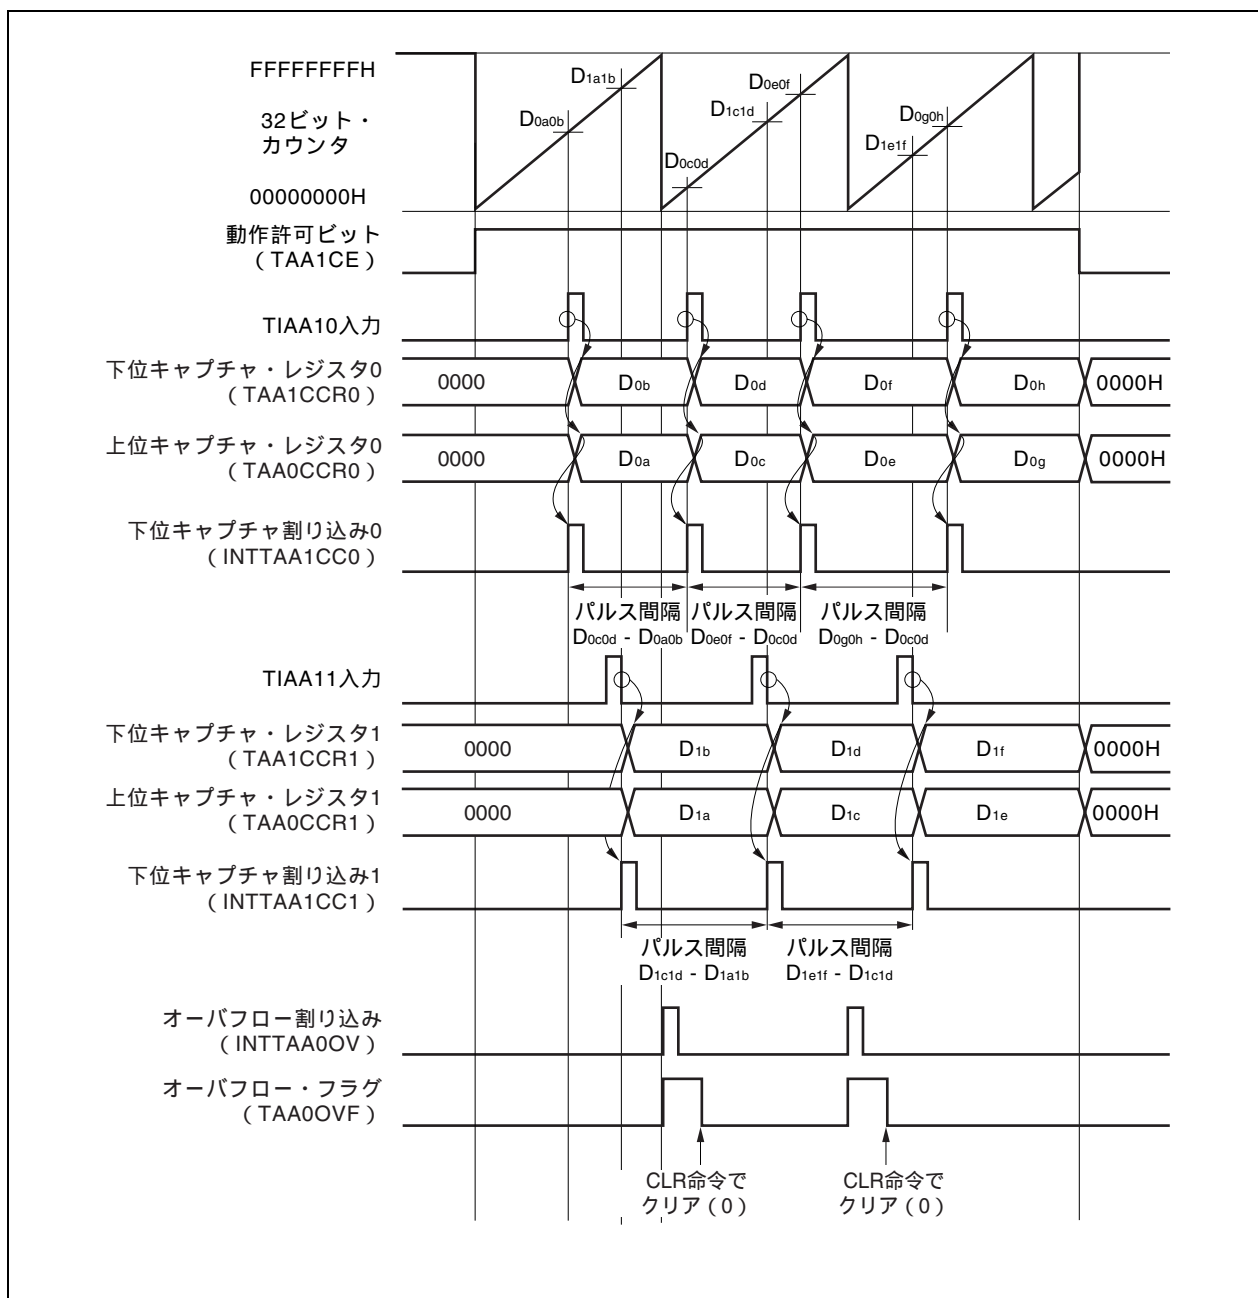 FFFFFFFFH
32ビット・
カウンタ
00000000H
D0a0b
D1a1b
D0c0d
D1c1d
D0e0f
D1e1f
D0g0h
動作許可ビット
（TAA1CE）
TIAA10入力
下位キャプチャ・レジスタ0
（TAA1CCR0）
0000 D0b D0d D0f D0h 0000H
上位キャプチャ・レジスタ0
（TAA0CCR0）
0000 D0a D0c D0e D0g 0000H
下位キャプチャ割り込み0
（INTTAA1CC0）
パルス間隔 パルス間隔 パルス間隔
D0c0d - D0a0b D0e0f - D0c0d D0g0h - D0c0d
TIAA11入力
下位キャプチャ・レジスタ1
（TAA1CCR1）
0000 D1b D1d D1f 0000H
上位キャプチャ・レジスタ1
（TAA0CCR1）
0000 D1a D1c D1e 0000H
下位キャプチャ割り込み1
（INTTAA1CC1）
パルス間隔 パルス間隔
D1c1d - D1a1b D1e1f - D1c1d
オーバフロー割り込み
（INTTAA0OV）
オーバフロー・フラグ
（TAA0OVF）
CLR命令で CLR命令で
クリア（0） クリア（0）